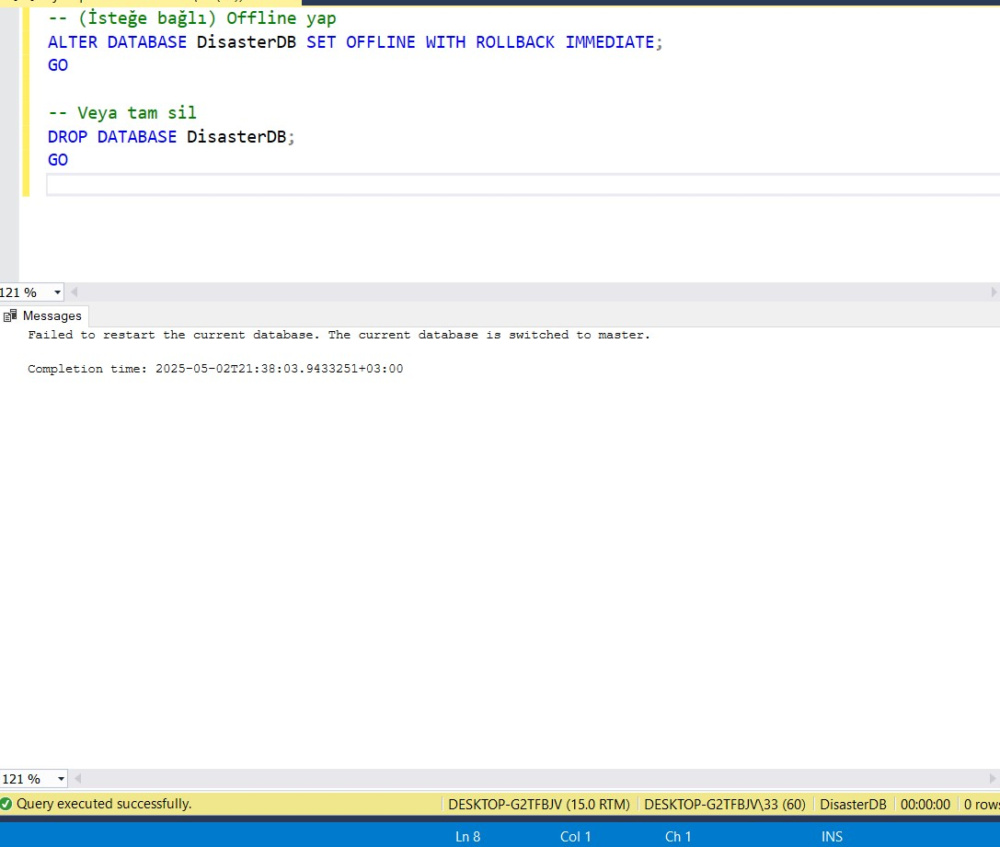 -- (İsteğe bağlı) Offline yap
ALTER DATABASE DisasterDB SET OFFLINE WITH ROLLBACK IMMEDIATE;
GO
-- Veya tam sil
DROP DATABASE DisasterDB;
GO
121 %
Messages
Failed to restart the current database. The current database is switched to master.
Completion time: 2025-05-02T21:38:03.9433251+03:00
121 %
Query executed successfully. DESKTOP-G2TFBJV (15.0 RTM) DESKTOP-G2TFBJV\33 (60) DisasterDB 00:00:00 0 rows
Ln 8 Col 1 Ch 1 INS